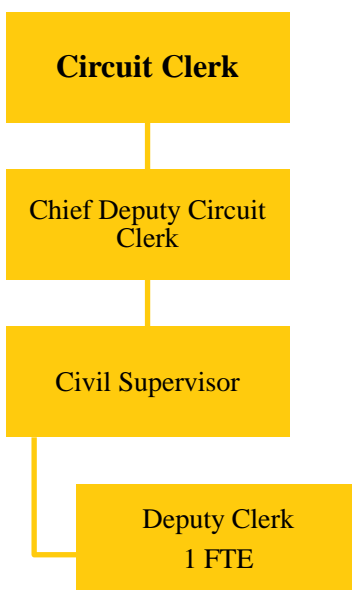 Circuit Clerk
Chief Deputy Circuit
Clerk
Civil Supervisor
Deputy Clerk
1 FTE